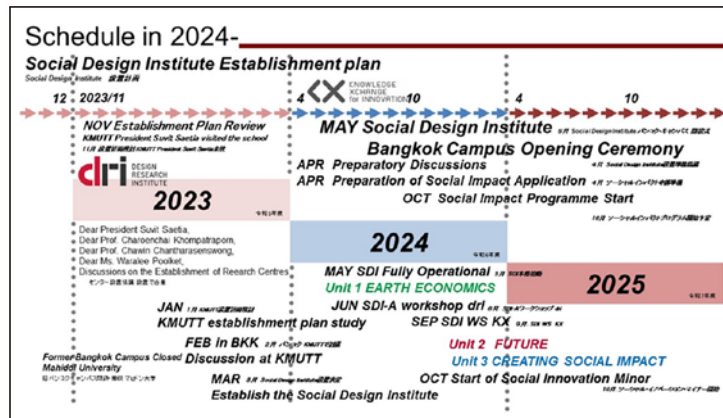 Schedule in 2024-
Social Design Institute Establishment plan
Social Design Institute 設置計画
12 2023/11 4 10 4 10
KNOWLEDGE
XCHANGE
for INNOVATION
NOV Establishment Plan Review
KMUTT President Suvit Saetia visited the school
MAY Social Design Institute
Bangkok Campus Opening Ceremony
APR Preparatory Discussions
APR Preparation of Social Impact Application
OCT Social Impact Programme Start
dri DESIGN
RESEARCH
INSTITUTE
2023
Dear President Suvit Saetia,
Dear Prof. Charoenchai Khompatraporn,
Dear Prof. Chawin Chantharasenswong,
Dear Ms. Waralee Poolket,
Discussions on the Establishment of Reearch Centres
2024
2025
MAY SDI Fully Operational
Unit 1 EARTH ECONOMICS
JAN
KMUTT establishment plan study
JUN SDI-A workshop drI
SEP SDI WS KX
FEB in BKK
Discussion at KMUTT
Unit 2 FUTURE
Unit 3 CREATING SOCIAL IMPACT
Former Bangkok Campus Closed
Mahidol University
MAR
Establish the Social Design Institute
OCT Start of Social Innovation Minor